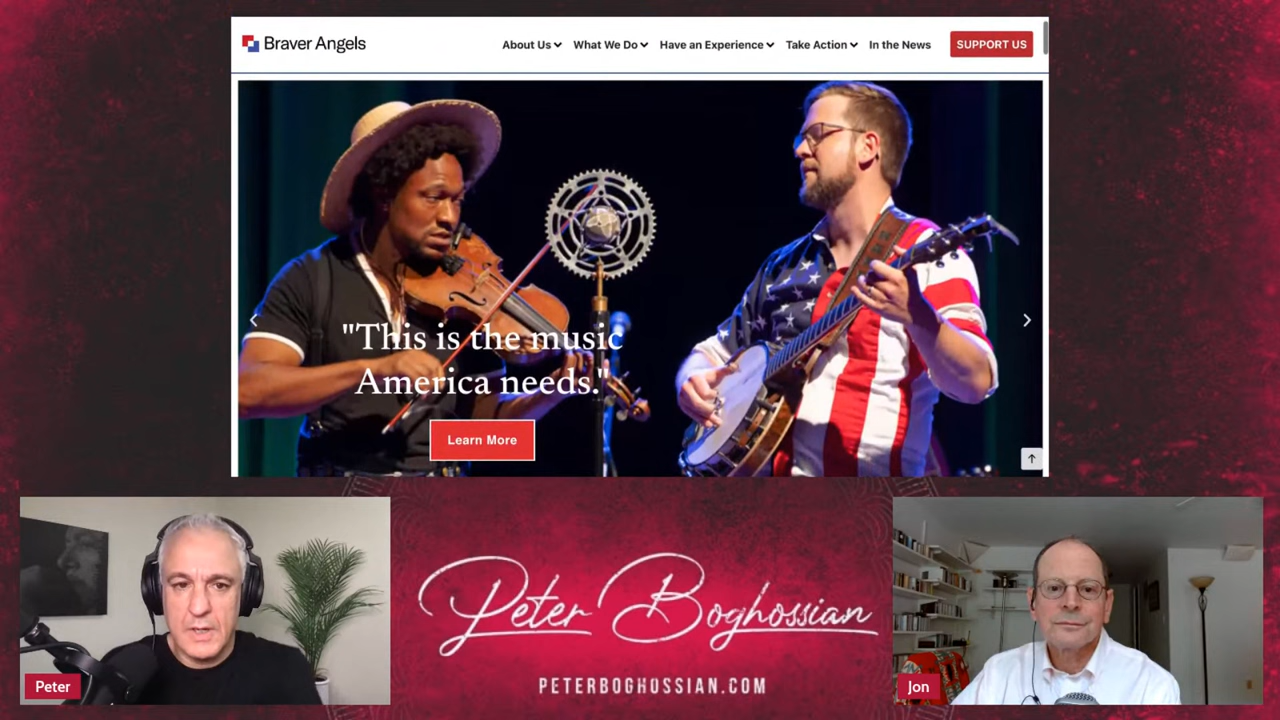 Braver Angels
About Us What We Do Have an Experience Take Action In the News SUPPORT US
"This is the music
America needs."
Learn More
Peter Boghossian
PETERBOGHOSSIAN.COM
Peter
Jon